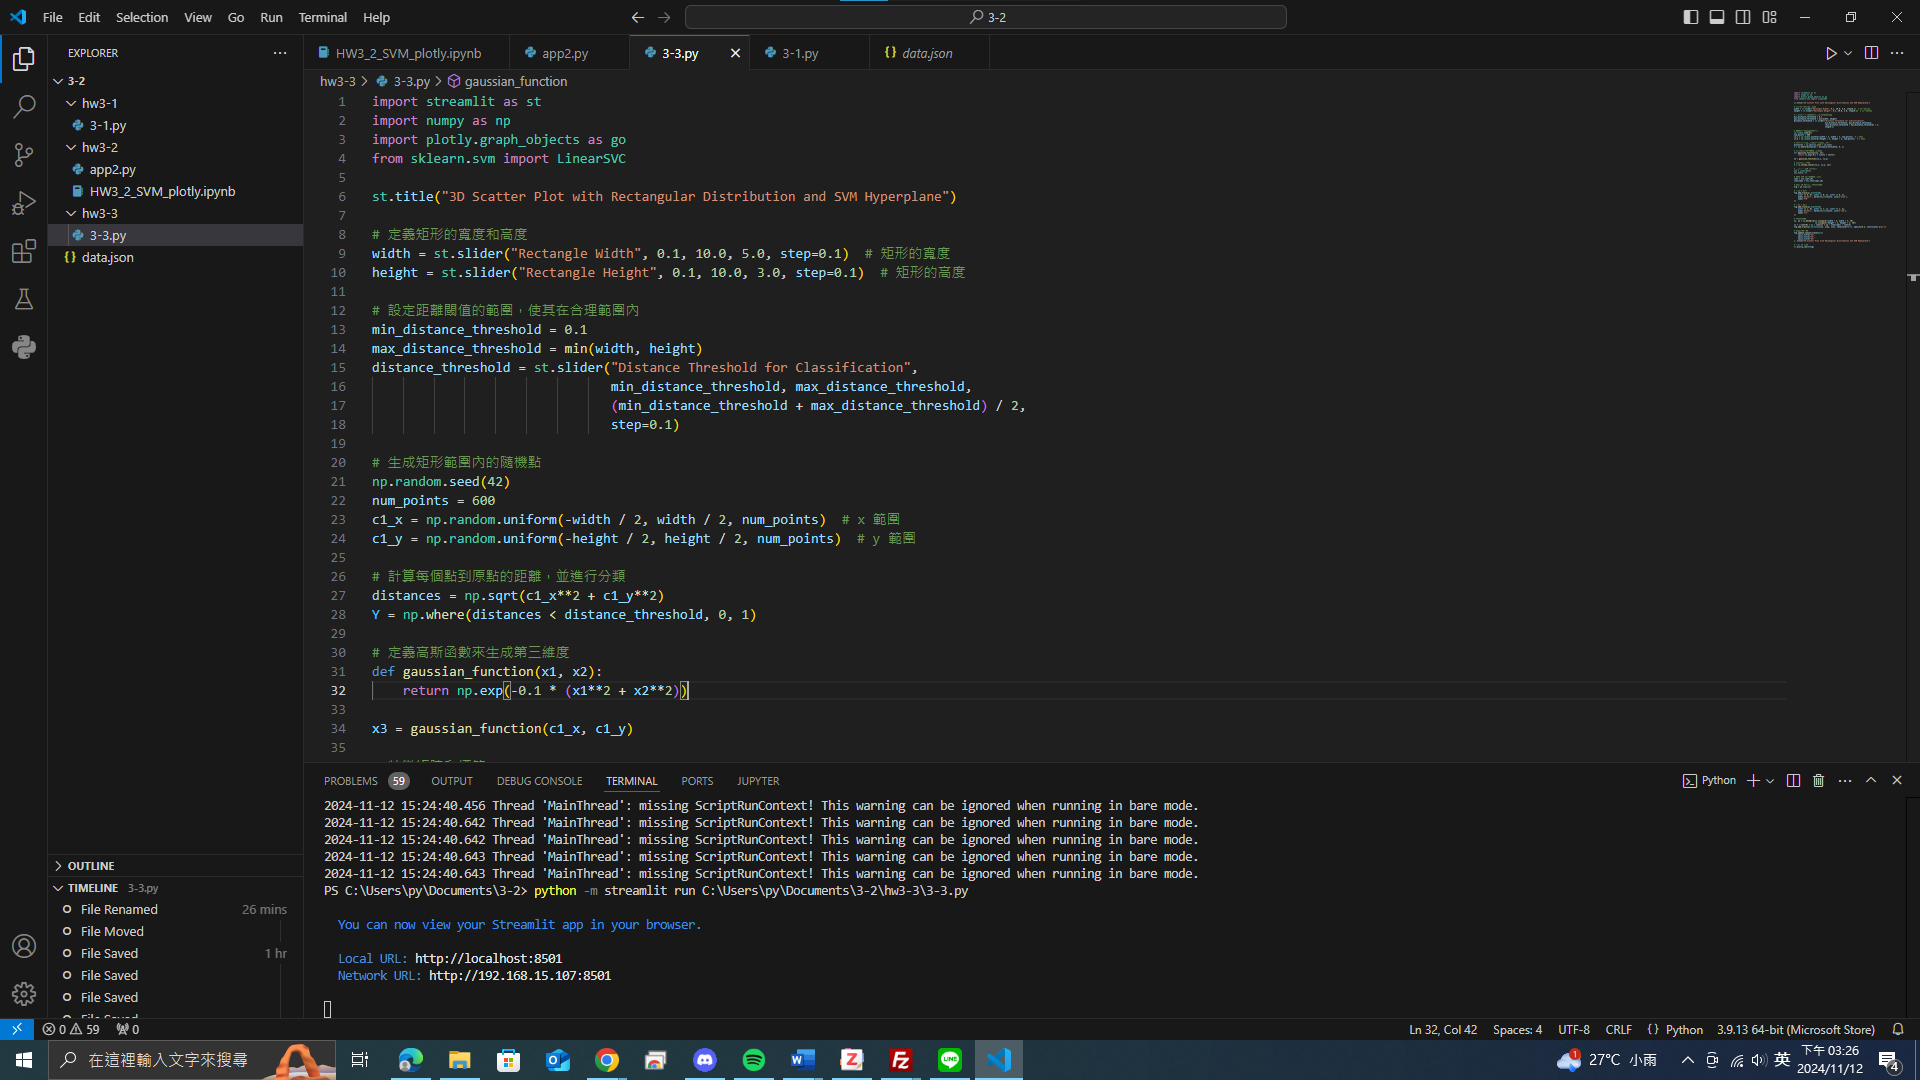 File Edit Selection View Go Run Terminal Help
3-2
EXPLORER
3-2
hw3-1
3-1.py
hw3-2
app2.py
HW3_2_SVM_plotly.ipynb
hw3-3
3-3.py
{} data.json
OUTLINE
TIMELINE 3-3.py
File Renamed 26 mins
File Moved
File Saved 1 hr
File Saved
File Saved
HW3_2_SVM_plotly.ipynb app2.py 3-3.py 3-1.py {} data.json
hw3-3 > 3-3.py > gaussian_function
1 import streamlit as st
2 import numpy as np
3 import plotly.graph_objects as go
4 from sklearn.svm import LinearSVC
5
6 st.title("3D Scatter Plot with Rectangular Distribution and SVM Hyperplane")
7
8 # 定義矩形的寬度和高度
9 width = st.slider("Rectangle Width", 0.1, 10.0, 5.0, step=0.1)  # 矩形的寬度
10 height = st.slider("Rectangle Height", 0.1, 10.0, 3.0, step=0.1)  # 矩形的高度
11
12 # 設定距離閾值的範圍，使其在合理範圍內
13 min_distance_threshold = 0.1
14 max_distance_threshold = min(width, height)
15 distance_threshold = st.slider("Distance Threshold for Classification",
16 min_distance_threshold, max_distance_threshold,
17 (min_distance_threshold + max_distance_threshold) / 2,
18 step=0.1)
19
20 # 生成矩形範圍內的隨機點
21 np.random.seed(42)
22 num_points = 600
23 c1_x = np.random.uniform(-width / 2, width / 2, num_points)  # x 範圍
24 c1_y = np.random.uniform(-height / 2, height / 2, num_points)  # y 範圍
25
26 # 計算每個點到原點的距離，並進行分類
27 distances = np.sqrt(c1_x**2 + c1_y**2)
28 Y = np.where(distances < distance_threshold, 0, 1)
29
30 # 定義高斯函數來生成第三維度
31 def gaussian_function(x1, x2):
32 return np.exp(-0.1 * (x1**2 + x2**2))
33
34 x3 = gaussian_function(c1_x, c1_y)
35
PROBLEMS 59 OUTPUT DEBUG CONSOLE TERMINAL PORTS JUPYTER
Python
2024-11-12 15:24:40.456 Thread 'MainThread': missing ScriptRunContext! This warning can be ignored when running in bare mode.
2024-11-12 15:24:40.642 Thread 'MainThread': missing ScriptRunContext! This warning can be ignored when running in bare mode.
2024-11-12 15:24:40.642 Thread 'MainThread': missing ScriptRunContext! This warning can be ignored when running in bare mode.
2024-11-12 15:24:40.643 Thread 'MainThread': missing ScriptRunContext! This warning can be ignored when running in bare mode.
2024-11-12 15:24:40.643 Thread 'MainThread': missing ScriptRunContext! This warning can be ignored when running in bare mode.
PS C:\Users\py\Documents\3-2> python -m streamlit run C:\Users\py\Documents\3-2\hw3-3\3-3.py
You can now view your Streamlit app in your browser.
Local URL: http://localhost:8501
Network URL: http://192.168.15.107:8501
0 59 0
Ln 32, Col 42 Spaces: 4 UTF-8 CRLF {} Python 3.9.13 64-bit (Microsoft Store)
在這裡輸入文字來搜尋
1 27°C 小雨 英 下午 03:26
2024/11/12 4